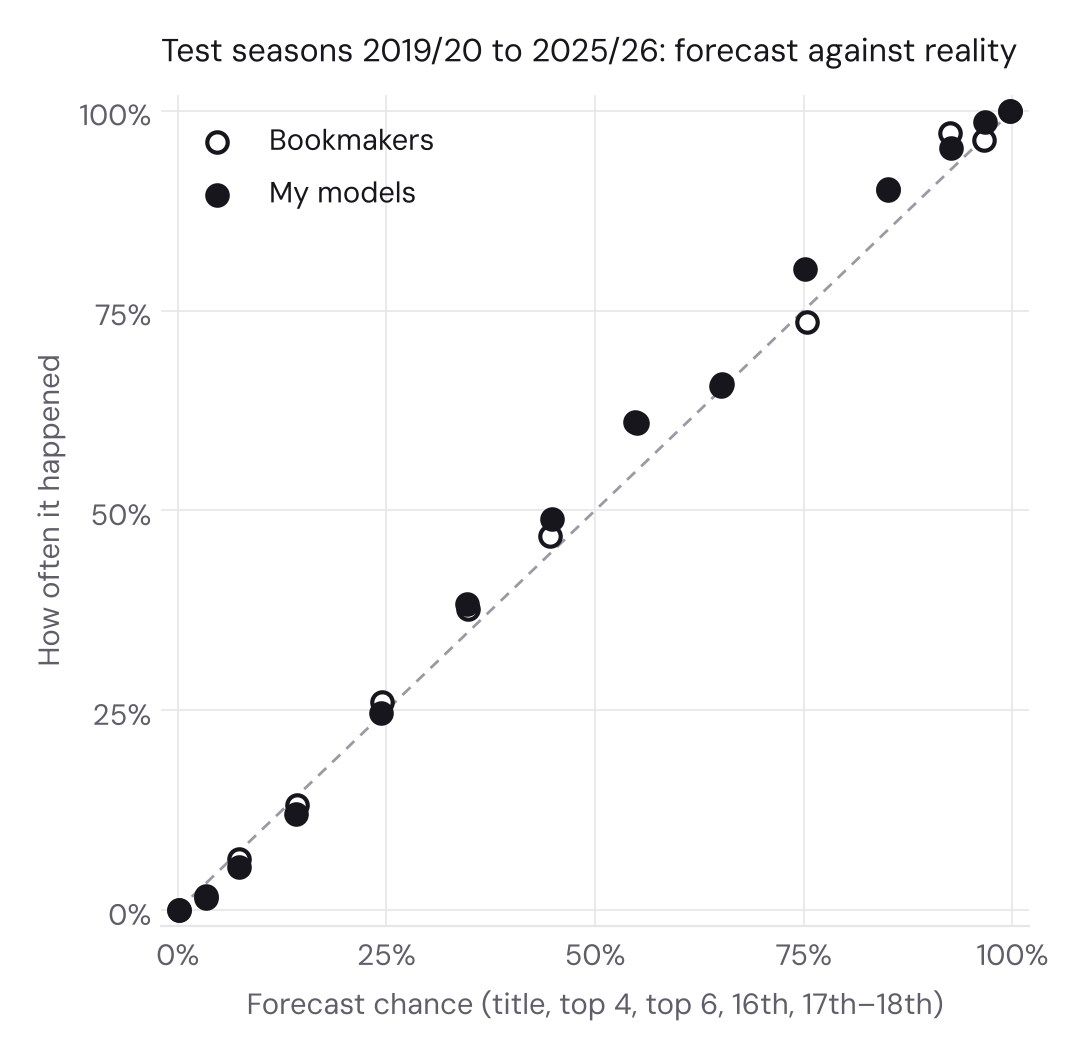 Test seasons 2019/20 to 2025/26: forecast against reality
100%
Bookmakers
My models
75%
How often it happened
50%
25%
0%
0% 25% 50% 75% 100%
Forecast chance (title, top 4, top 6, 16th, 17th–18th)